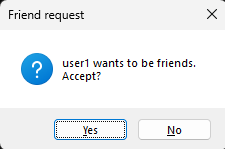 Friend request
user1 wants to be friends.
Accept?
Yes
No